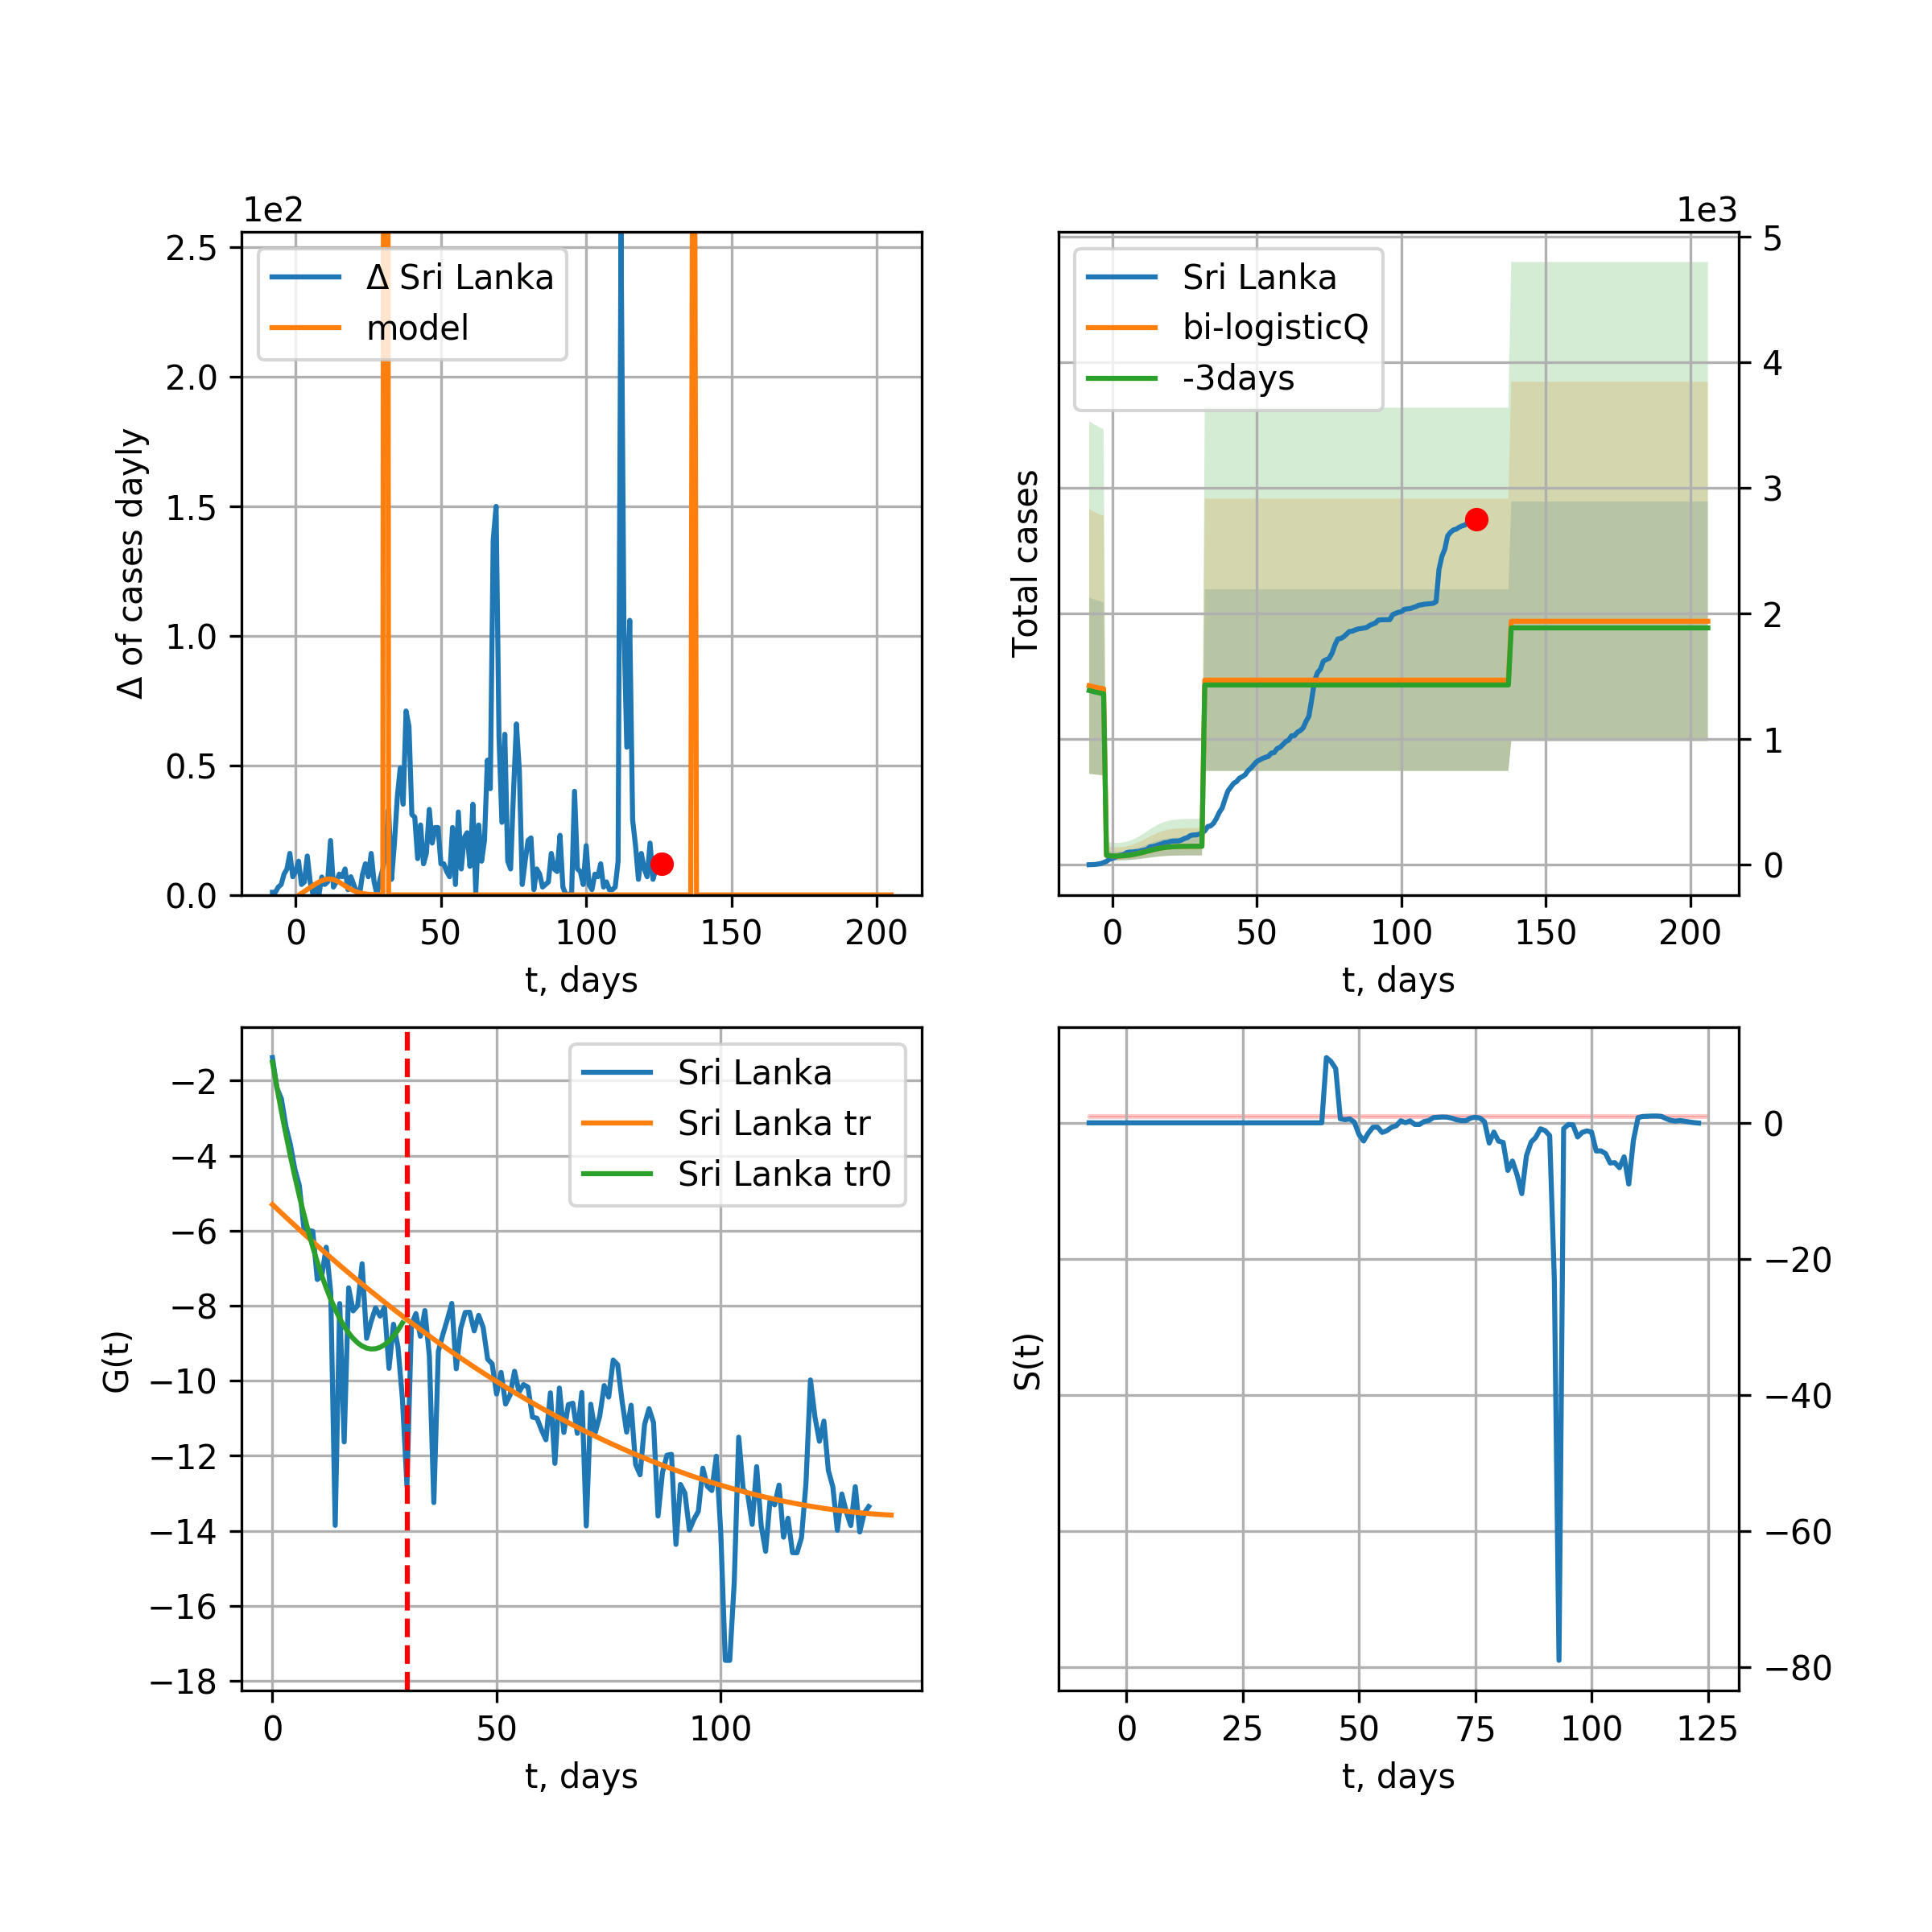 1e2
2.5
2.0
1.5
1.0
0.5
0.0
Δ of cases dayly
Δ Sri Lanka
model
0 50 100 150 200
t, days
1e3
5
4
3
2
1
0
Total cases
Sri Lanka
bi-logisticQ
-3days
0 50 100 150 200
t, days
−2
−4
−6
−8
−10
−12
−14
−16
−18
G(t)
Sri Lanka
Sri Lanka tr
Sri Lanka tr0
0 50 100
t, days
0
−20
−40
−60
−80
S(t)
0 25 50 75 100 125
t, days